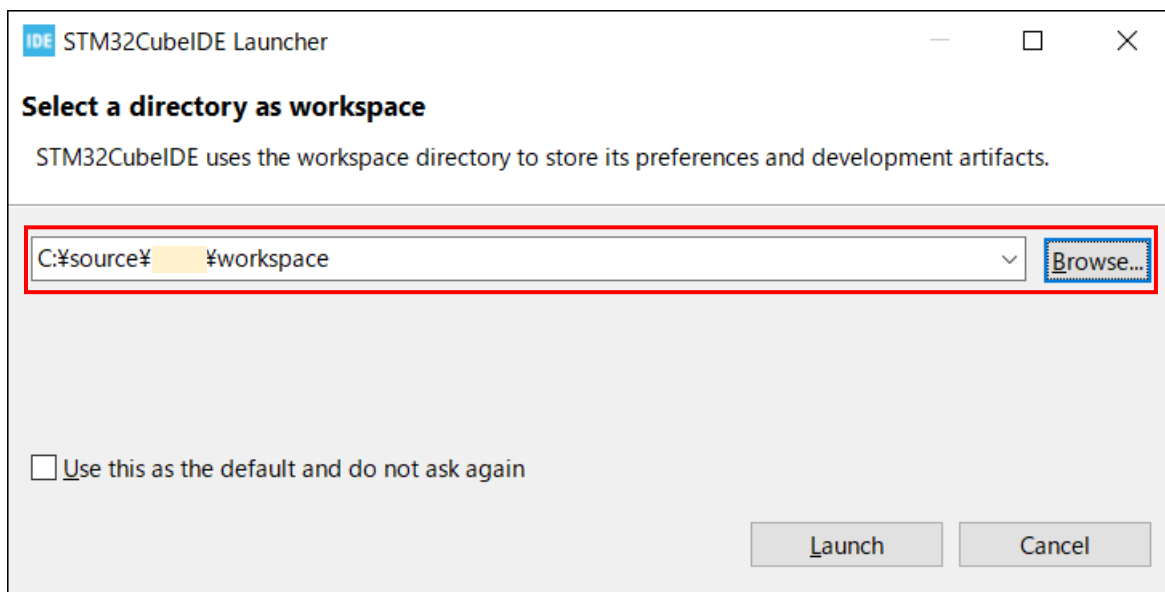 IDE STM32CubeIDE Launcher
Select a directory as workspace
STM32CubeIDE uses the workspace directory to store its preferences and development artifacts.
C:¥source¥ ¥workspace Browse...
Use this as the default and do not ask again
Launch Cancel